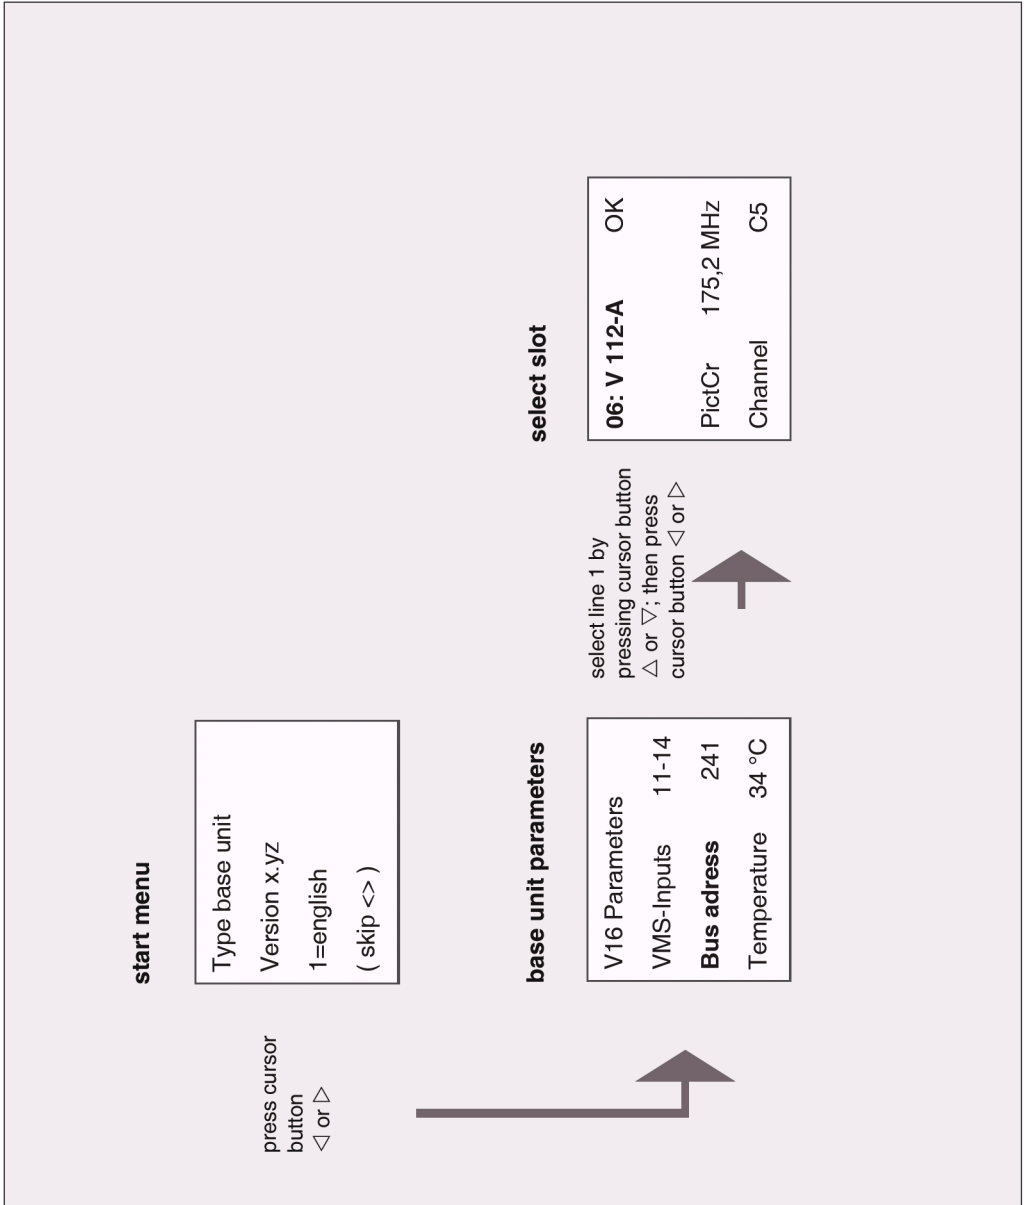 start menu
Type base unit
Version x.yz
1=english
( skip <> )
press cursor
button
◁ or ▷
base unit parameters
V16 Parameters
VMS-Inputs 11-14
Bus adress 241
Temperature 34 °C
select line 1 by
pressing cursor button
△ or ▽; then press
cursor button ◁ or ▷
select slot
06: V 112-A OK
PictCr 175,2 MHz
Channel C5